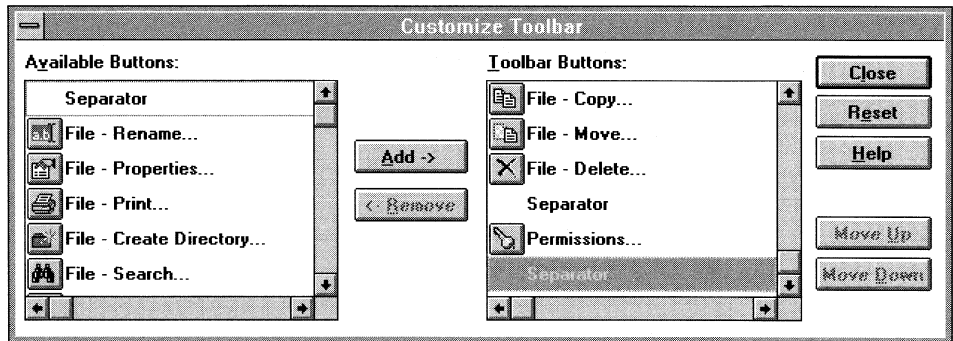 Customize Toolbar
Available Buttons:
Separator
File - Rename...
File - Properties...
File - Print...
File - Create Directory...
File - Search...
Add ->
<- Remove
Toolbar Buttons:
File - Copy...
File - Move...
File - Delete...
Separator
Permissions...
Separator
Close
Reset
Help
Move Up
Move Down